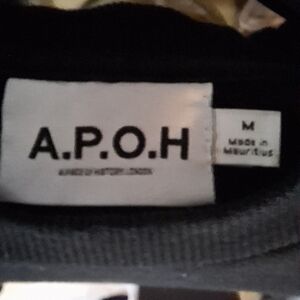 A.P.O.H
A PIECE OF HISTORY LONDON
M
Made in
Mauritius